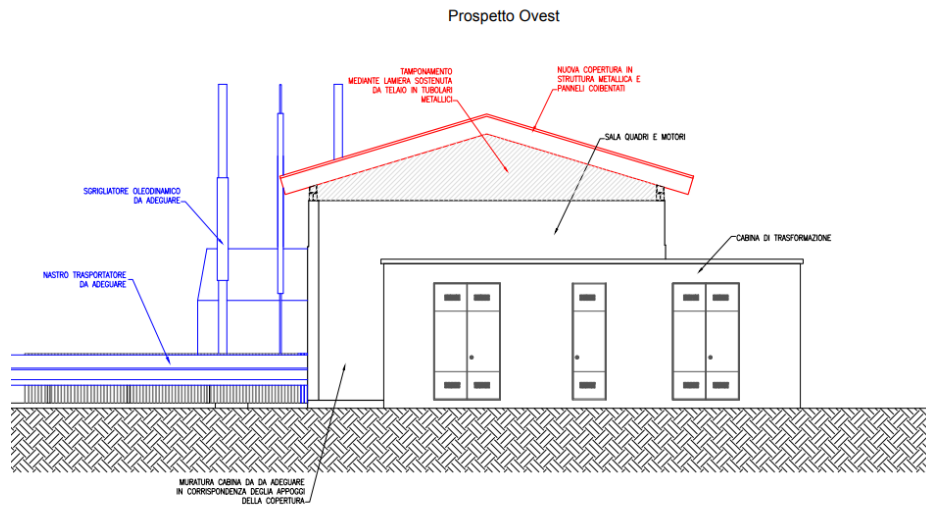 Prospetto Ovest
TAMPONAMENTO
MEDIANTE LAMIERA SOSTENUTA
DA TELAIO IN TUBOLARI
METALLICI
NUOVA COPERTURA IN
STRUTTURA METALLICA E
PANNELI COIBENTATI
SALA QUADRI E MOTORI
SGRIGLIATORE OLEODINAMICO
DA ADEGUARE
CABINA DI TRASFORMAZIONE
NASTRO TRASPORTATORE
DA ADEGUARE
MURATURA CABINA DA DA ADEGUARE
IN CORRISPONDENZA DEGLIA APPOGGI
DELLA COPERTURA